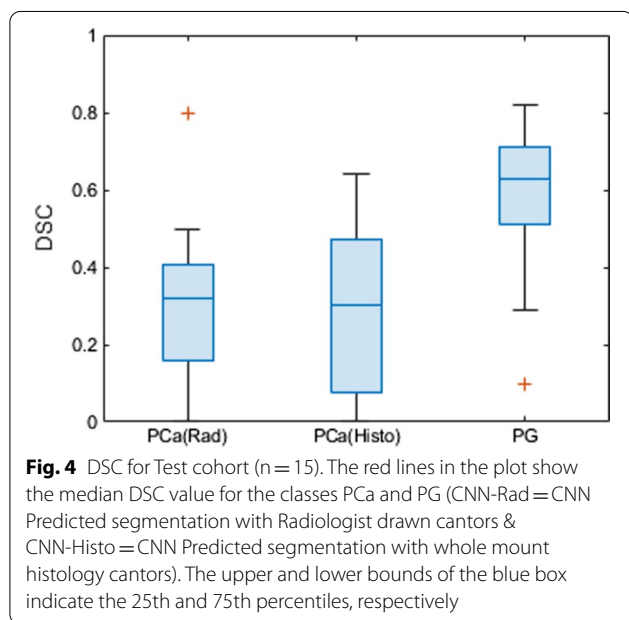 1
0.8
0.6
DSC
0.4
0.2
0
PCa(Rad) PCa(Histo) PG
Fig. 4 DSC for Test cohort (n = 15). The red lines in the plot show
the median DSC value for the classes PCa and PG (CNN-Rad = CNN
Predicted segmentation with Radiologist drawn cantors &
CNN-Histo = CNN Predicted segmentation with whole mount
histology cantors). The upper and lower bounds of the blue box
indicate the 25th and 75th percentiles, respectively